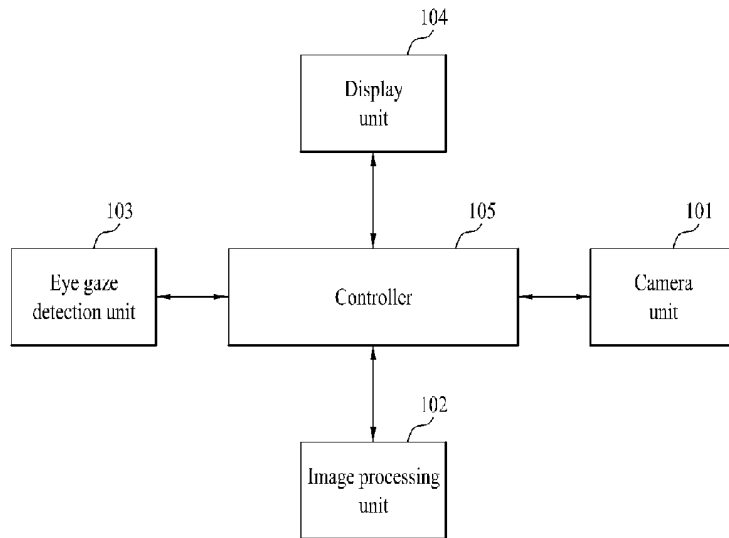 104
Display
unit
103
105
101
Eye gaze
detection unit
Controller
Camera
unit
102
Image processing
unit